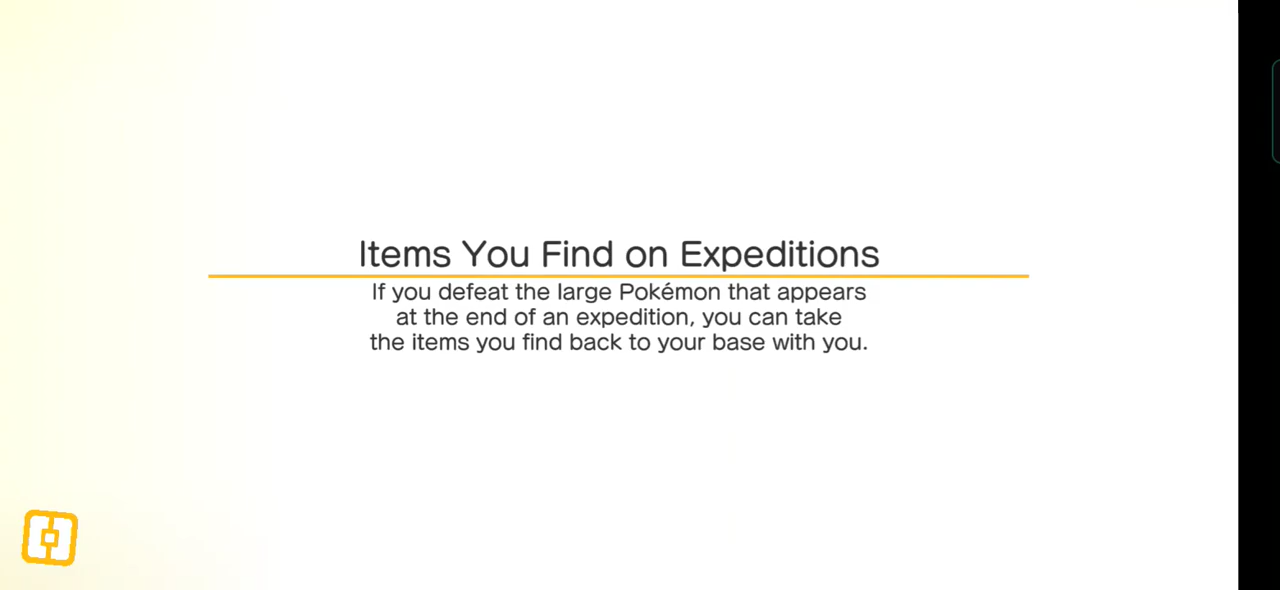 Items You Find on Expeditions
If you defeat the large Pokémon that appears
at the end of an expedition, you can take
the items you find back to your base with you.